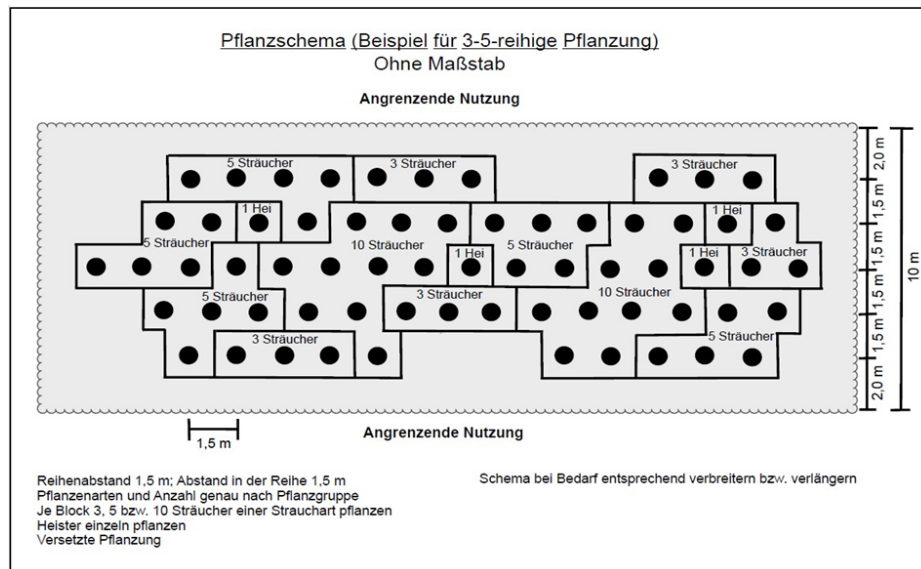 Pflanzschema (Beispiel für 3-5-reihige Pflanzung)
Ohne Maßstab
Angrenzende Nutzung
5 Sträucher
3 Sträucher
3 Sträucher
1 Hei
1 Hei
5 Sträucher
10 Sträucher
5 Sträucher
1 Hei
1 Hei
3 Sträucher
5 Sträucher
3 Sträucher
10 Sträucher
3 Sträucher
5 Sträucher
2,0 m
1,5 m
1,5 m
1,5 m
1,5 m
2,0 m
10 m
1,5 m
Angrenzende Nutzung
Reihenabstand 1,5 m; Abstand in der Reihe 1,5 m
Pflanzenarten und Anzahl genau nach Pflanzgruppe
Je Block 3, 5 bzw. 10 Sträucher einer Strauchart pflanzen
Heister einzeln pflanzen
Versetzte Pflanzung
Schema bei Bedarf entsprechend verbreitern bzw. verlängern